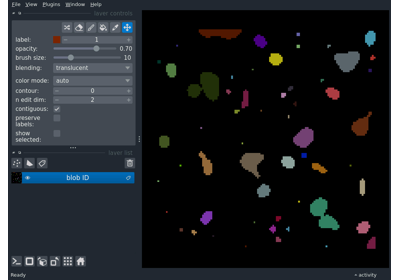 File View Plugins Window Help
layer controls
label: 1
opacity: 0.70
brush size: 10
blending: translucent
color mode: auto
contour: 0
n edit dim: 2
contiguous:
preserve
labels:
show
selected:
layer list
blob ID
Ready
activity